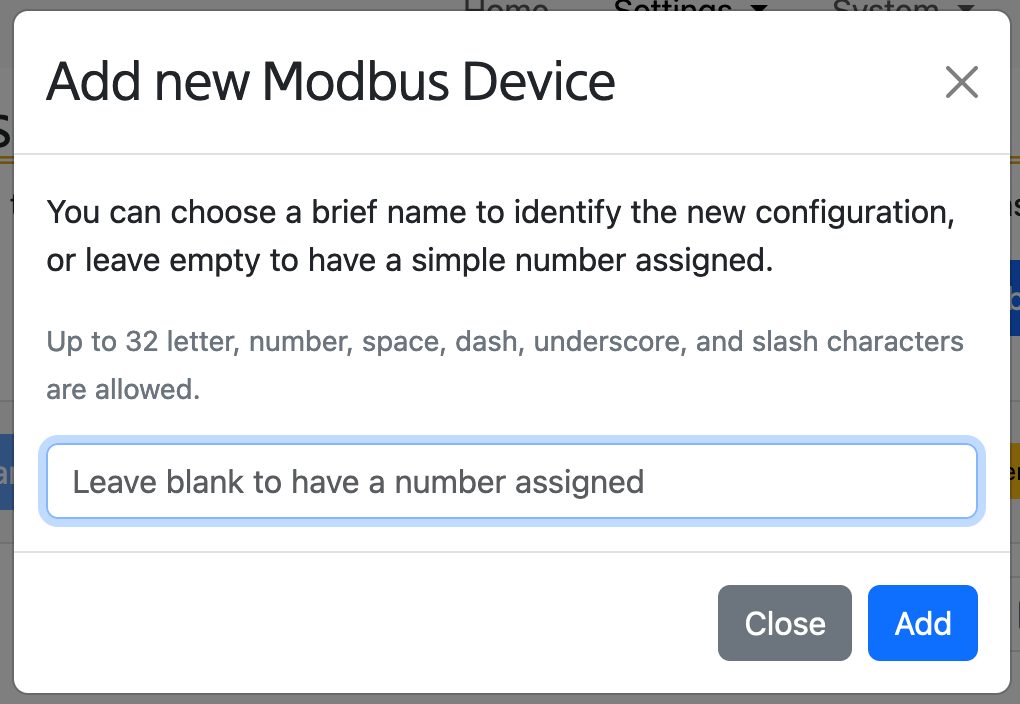 Home Settings System
Add new Modbus Device
You can choose a brief name to identify the new configuration,
or leave empty to have a simple number assigned.
Up to 32 letter, number, space, dash, underscore, and slash characters
are allowed.
Leave blank to have a number assigned
Close Add